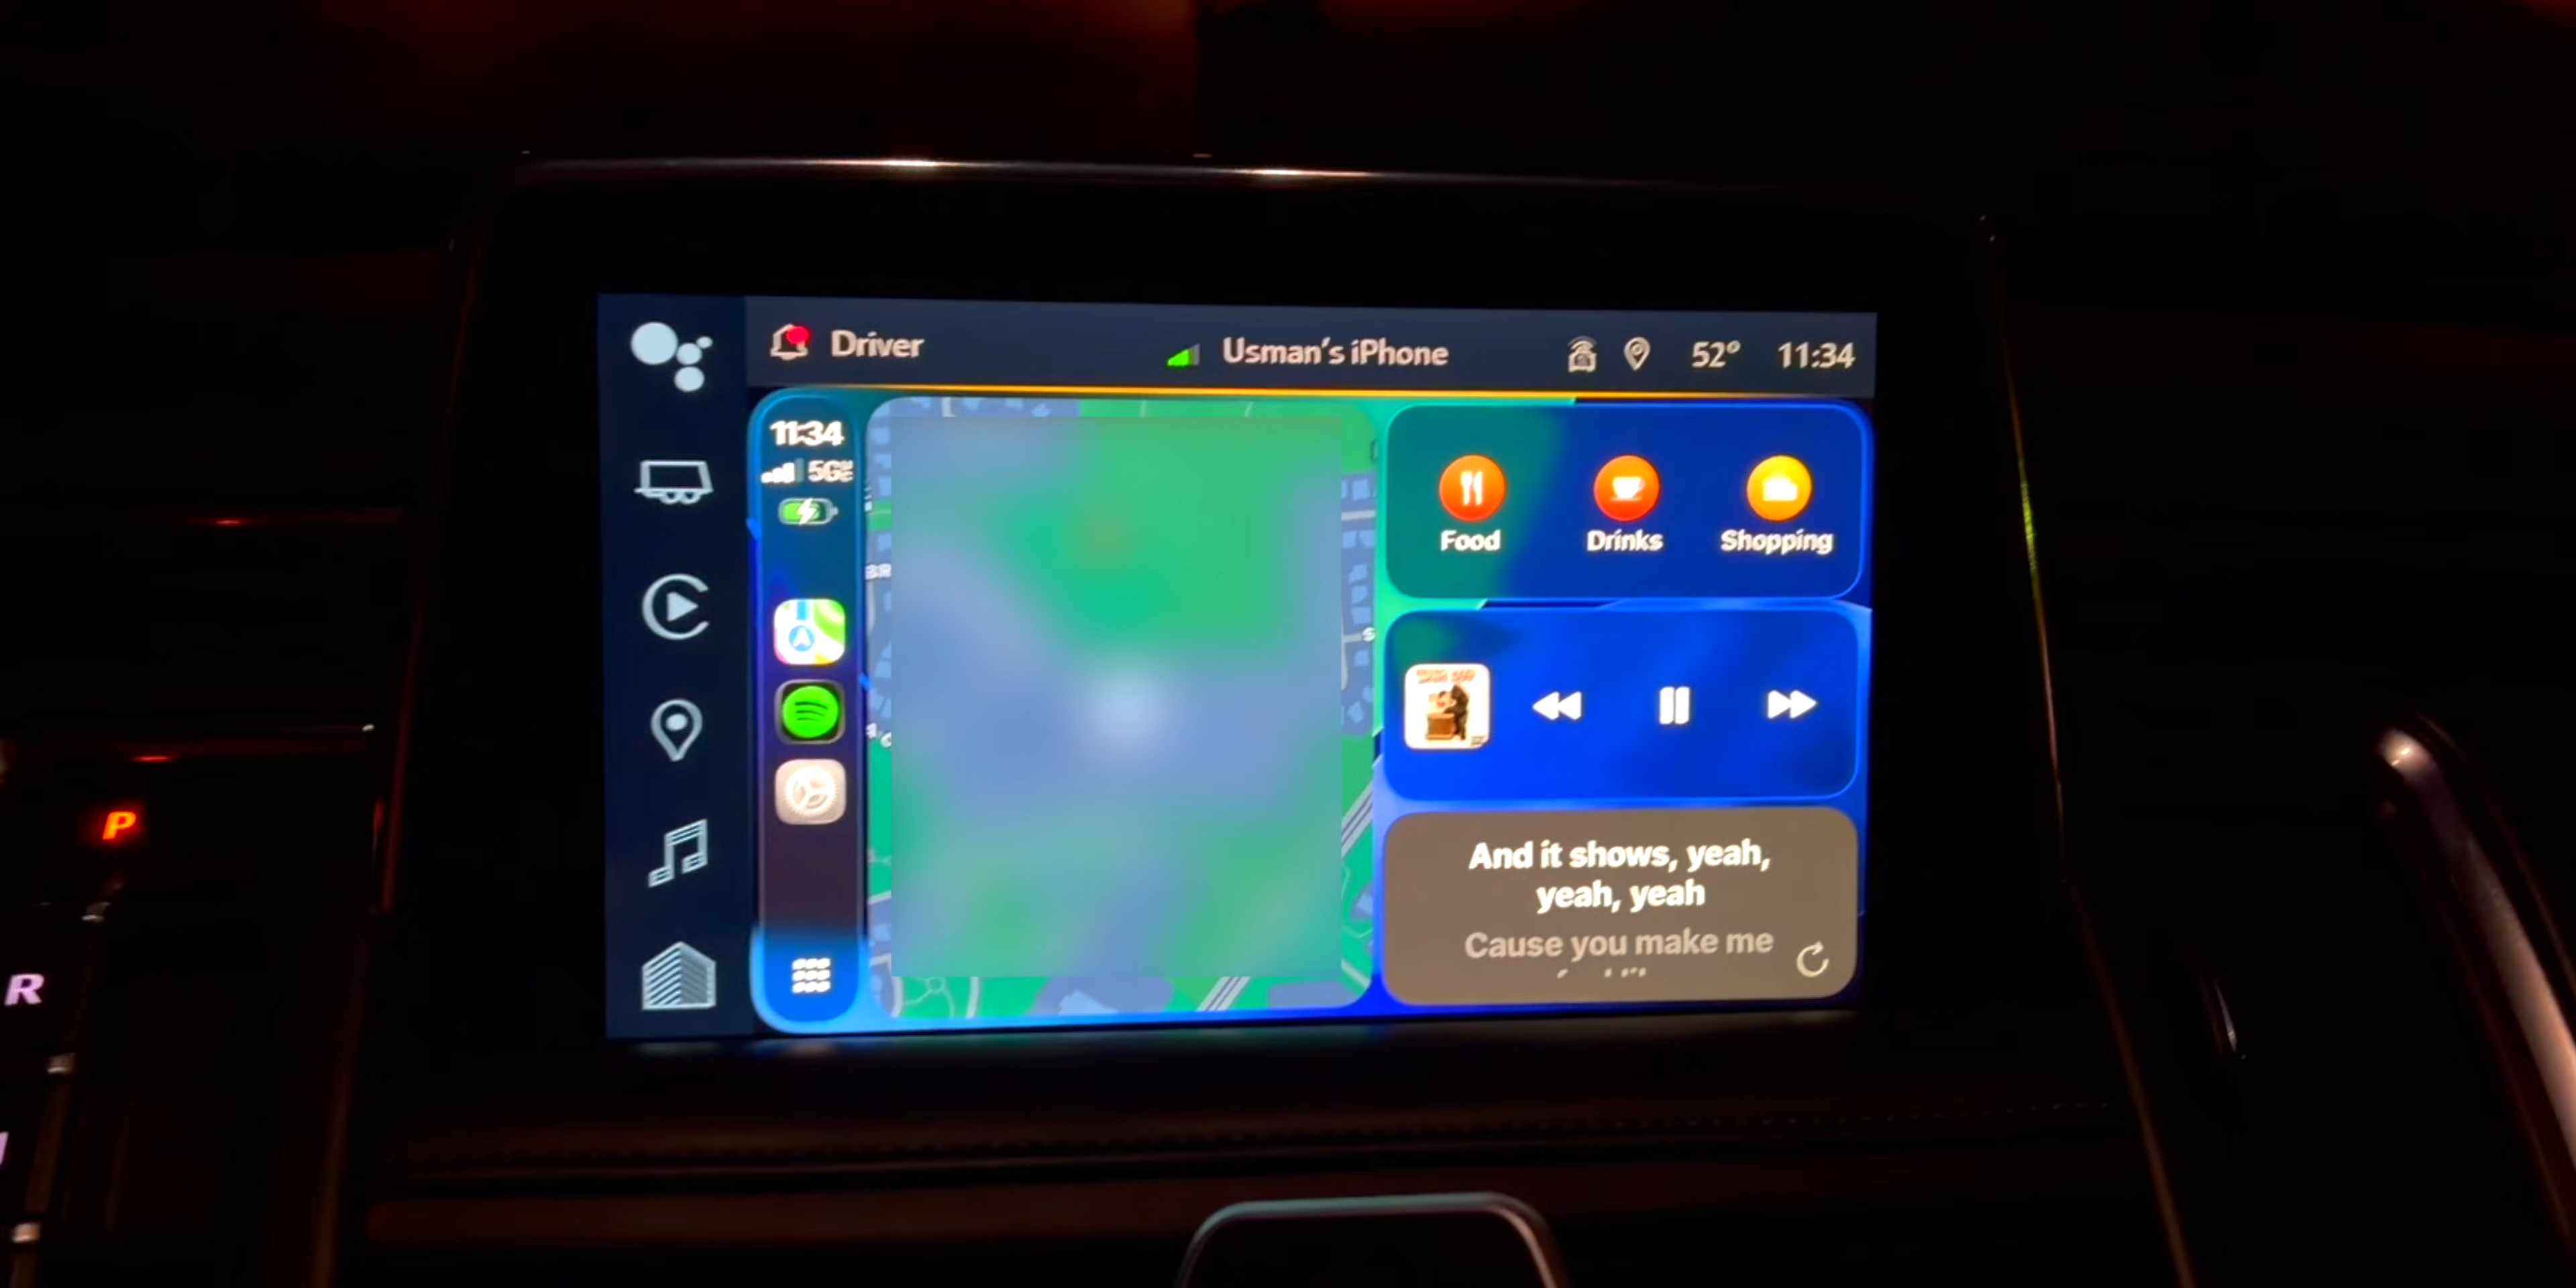 Driver
Usman's iPhone
52°
11:34
11:34
5G
BR
Food
Drinks
Shopping
And it shows, yeah,
yeah, yeah
Cause you make me
P
R